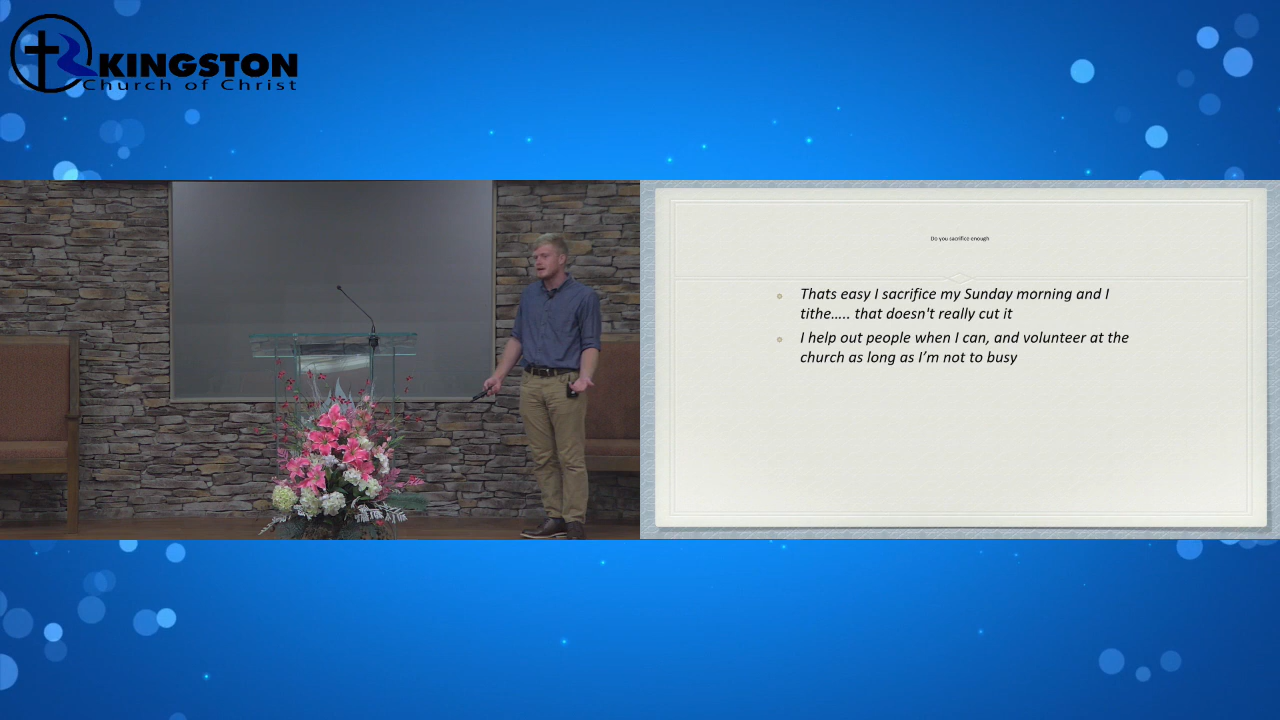 KINGSTON
Church of Christ
Do you sacrifice enough
Thats easy I sacrifice my Sunday morning and I
tithe..... that doesn't really cut it
I help out people when I can, and volunteer at the
church as long as I’m not to busy